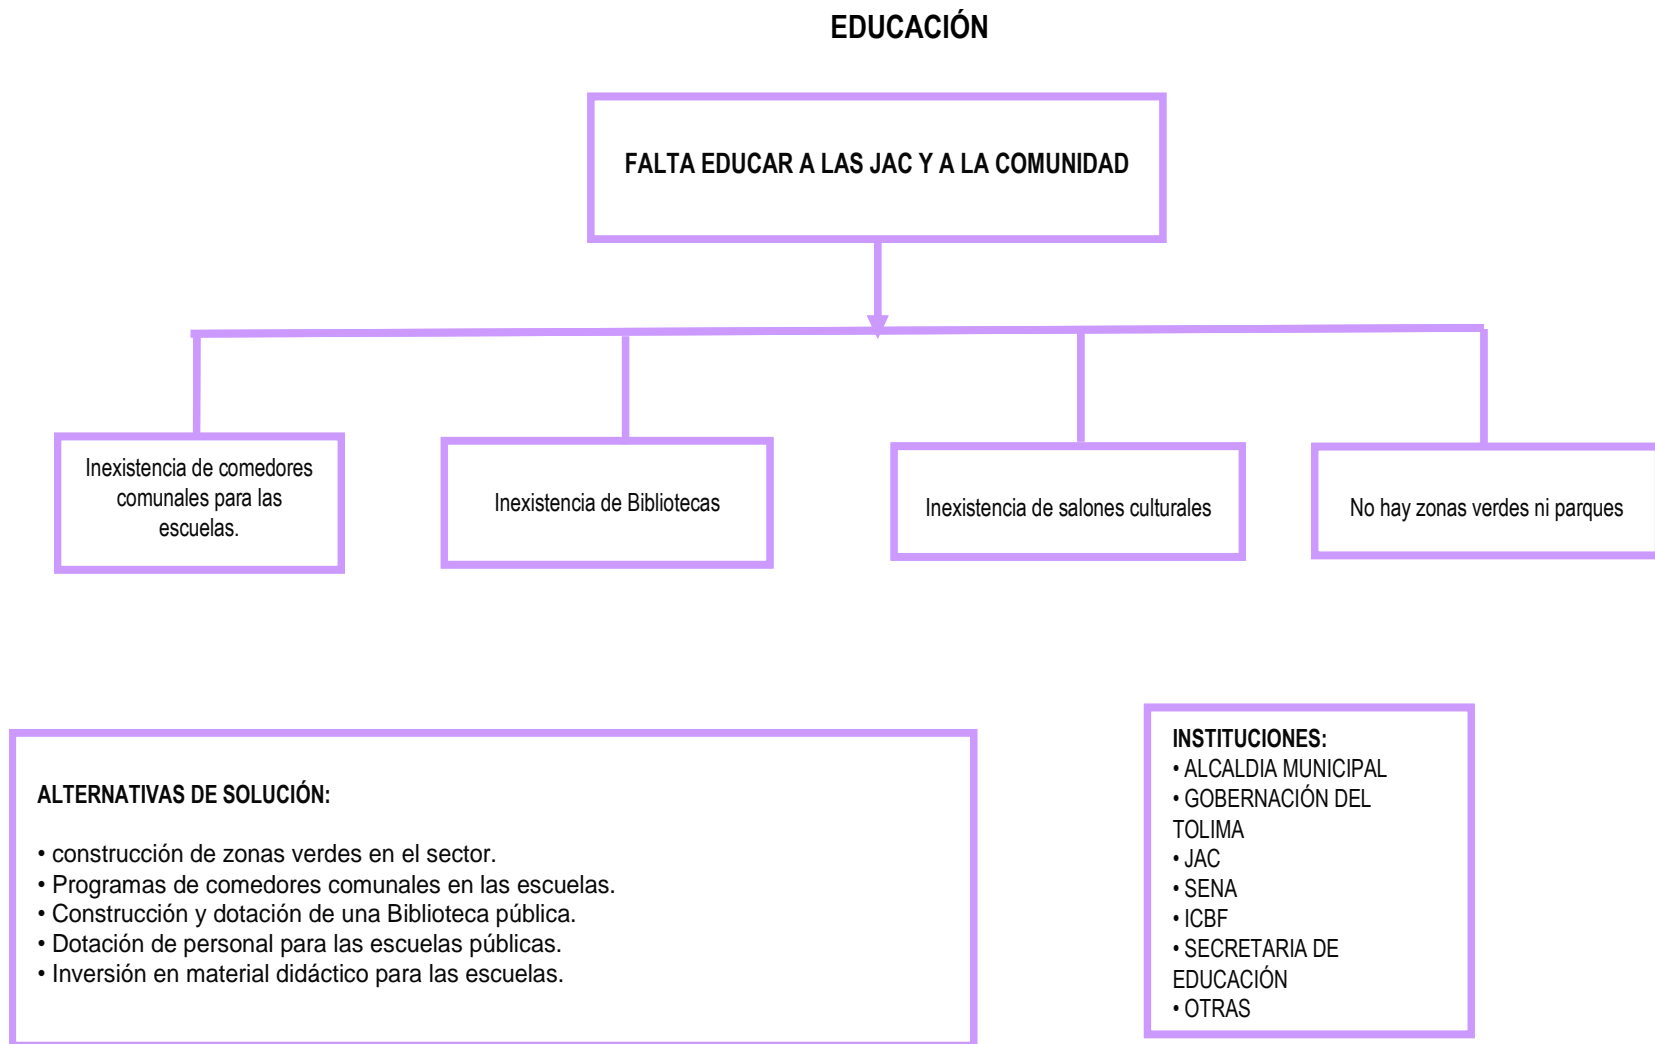 EDUCACIÓN
FALTA EDUCAR A LAS JAC Y A LA COMUNIDAD
Inexistencia de comedores
comunales para las
escuelas.
Inexistencia de Bibliotecas
Inexistencia de salones culturales
No hay zonas verdes ni parques
ALTERNATIVAS DE SOLUCIÓN:
• construcción de zonas verdes en el sector.
• Programas de comedores comunales en las escuelas.
• Construcción y dotación de una Biblioteca pública.
• Dotación de personal para las escuelas públicas.
• Inversión en material didáctico para las escuelas.
INSTITUCIONES:
• ALCALDIA MUNICIPAL
• GOBERNACIÓN DEL
TOLIMA
• JAC
• SENA
• ICBF
• SECRETARIA DE
EDUCACIÓN
• OTRAS